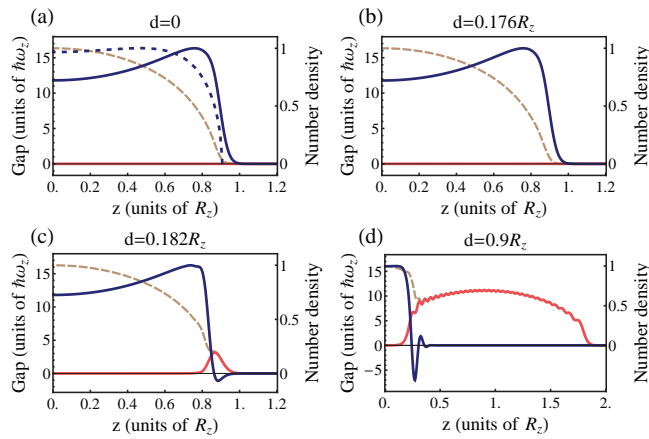 (a) d=0
Gap (units of ħω_z)
15
10
5
0
1
0.5
0
Number density
0. 0.2 0.4 0.6 0.8 1. 1.2
z (units of R_z)
(b) d=0.176R_z
Gap (units of ħω_z)
15
10
5
0
1
0.5
0
Number density
0. 0.2 0.4 0.6 0.8 1. 1.2
z (units of R_z)
(c) d=0.182R_z
Gap (units of ħω_z)
15
10
5
0
1
0.5
0
Number density
0. 0.2 0.4 0.6 0.8 1. 1.2
z (units of R_z)
(d) d=0.9R_z
Gap (units of ħω_z)
15
10
5
0
−5
1
0.5
0
Number density
0. 0.5 1. 1.5 2.
z (units of R_z)